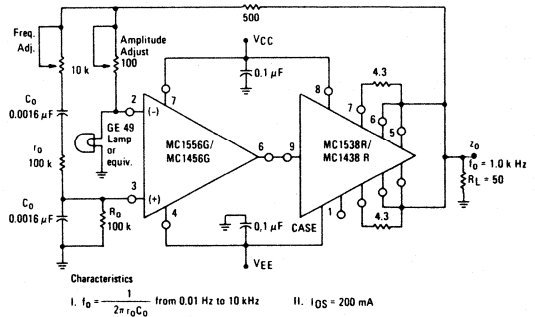 500
Freq.
Adj.
10 k
Amplitude
Adjust
100
VCC
0.1 µF
C0
0.0016 µF
GE 49
Lamp
or
equiv.
2
(-)
7
MC1556G/
MC1456G
6
9
8
MC1538R/
MC1438 R
7
6
5
4.3
r0
100 k
3
(+)
4
C0
0.0016 µF
R0
100 k
0,1 µF
CASE
1
4.3
z0
f0 = 1.0 k Hz
RL = 50
VEE
Characteristics
I. f0 = 1 / 2π r0C0 from 0.01 Hz to 10 kHz
II. IOS = 200 mA